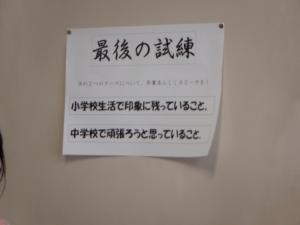 最後の試練
小学校生活で印象に残っていること。
中学校で頑張ろうと思っていること。